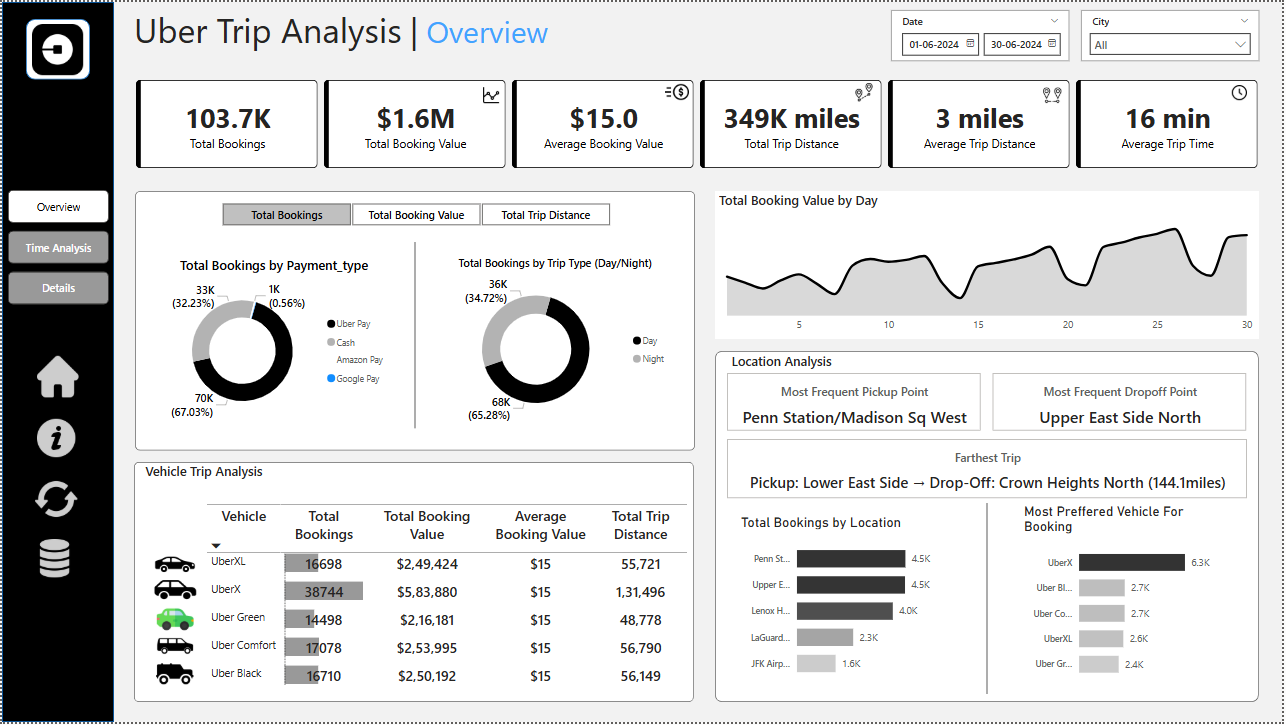 Uber Trip Analysis | Overview
Date
01-06-2024
30-06-2024
City
All
103.7K
Total Bookings
$1.6M
Total Booking Value
$15.0
Average Booking Value
349K miles
Total Trip Distance
3 miles
Average Trip Distance
16 min
Average Trip Time
Overview
Time Analysis
Details
Total Bookings
Total Booking Value
Total Trip Distance
Total Bookings by Payment_type
33K
(32.23%)
1K
(0.56%)
70K
(67.03%)
Uber Pay
Cash
Amazon Pay
Google Pay
Total Bookings by Trip Type (Day/Night)
36K
(34.72%)
68K
(65.28%)
Day
Night
Total Booking Value by Day
5 10 15 20 25 30
Vehicle Trip Analysis
Vehicle Total Bookings Total Booking Value Average Booking Value Total Trip Distance
UberXL 16698 $2,49,424 $15 55,721
UberX 38744 $5,83,880 $15 1,31,496
Uber Green 14498 $2,16,181 $15 48,778
Uber Comfort 17078 $2,53,995 $15 56,790
Uber Black 16710 $2,50,192 $15 56,149
Location Analysis
Most Frequent Pickup Point
Penn Station/Madison Sq West
Most Frequent Dropoff Point
Upper East Side North
Farthest Trip
Pickup: Lower East Side → Drop-Off: Crown Heights North (144.1miles)
Total Bookings by Location
Penn St... 4.5K
Upper E... 4.5K
Lenox H... 4.0K
LaGuard... 2.3K
JFK Airp... 1.6K
Most Preffered Vehicle For
Booking
UberX 6.3K
Uber Bl... 2.7K
Uber Co... 2.7K
UberXL 2.6K
Uber Gr... 2.4K